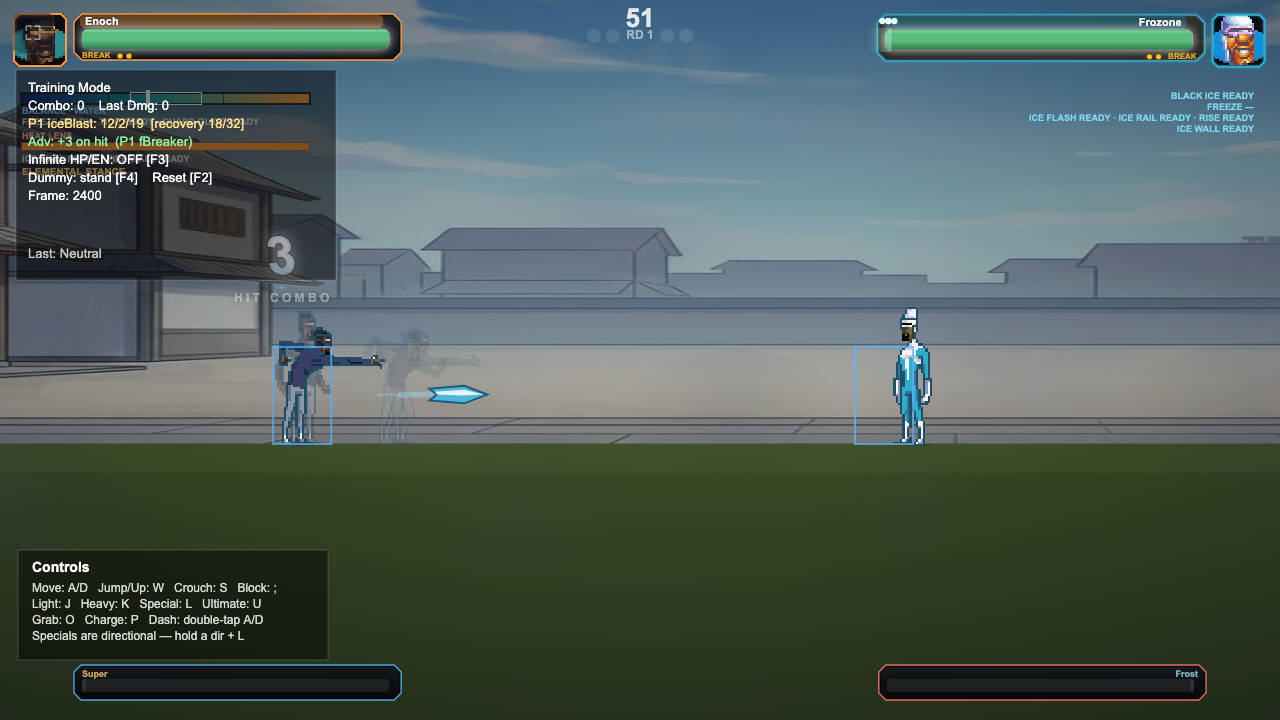 Enoch
51
RD 1
Frozone
BREAK
BREAK
Training Mode
Combo: 0 Last Dmg: 0
P1 iceBlast: 12/2/19 [recovery 18/32]
Adv: +3 on hit (P1 fBreaker)
Infinite HP/EN: OFF [F3]
Dummy: stand [F4] Reset [F2]
Frame: 2400
Last: Neutral
HEAT LENS
ELEMENTAL STANCE
BLACK ICE READY
FREEZE —
ICE FLASH READY · ICE RAIL READY · RISE READY
ICE WALL READY
3
HIT COMBO
Controls
Move: A/D Jump/Up: W Crouch: S Block: ;
Light: J Heavy: K Special: L Ultimate: U
Grab: O Charge: P Dash: double-tap A/D
Specials are directional — hold a dir + L
Super
Frost